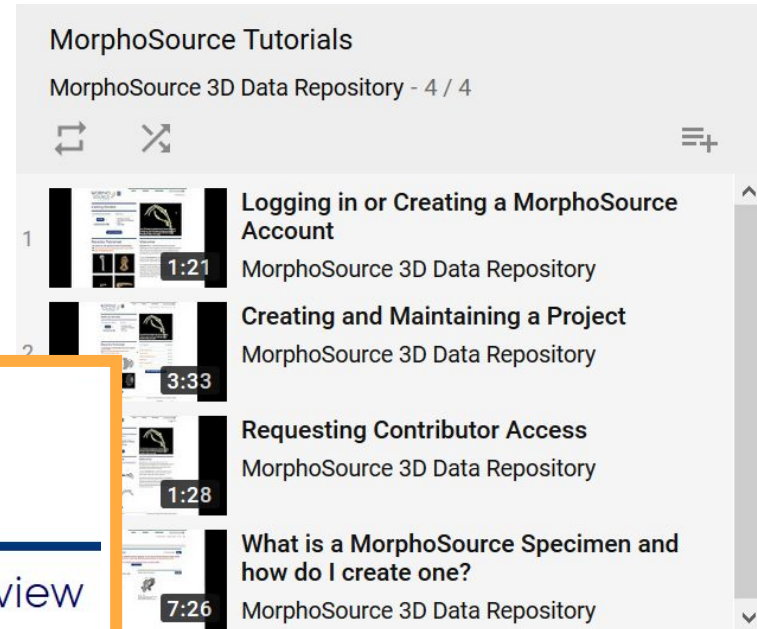 MorphoSource Tutorials
MorphoSource 3D Data Repository - 4 / 4
1
Logging in or Creating a MorphoSource
Account
MorphoSource 3D Data Repository
1:21
2
Creating and Maintaining a Project
MorphoSource 3D Data Repository
3:33
Requesting Contributor Access
MorphoSource 3D Data Repository
1:28
What is a MorphoSource Specimen and
how do I create one?
MorphoSource 3D Data Repository
7:26
view